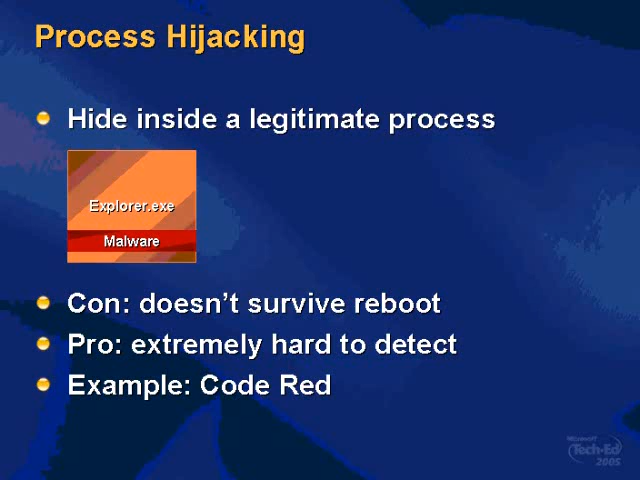 Process Hijacking
Hide inside a legitimate process
Explorer.exe
Malware
Con: doesn't survive reboot
Pro: extremely hard to detect
Example: Code Red
Microsoft
Tech·Ed
2005